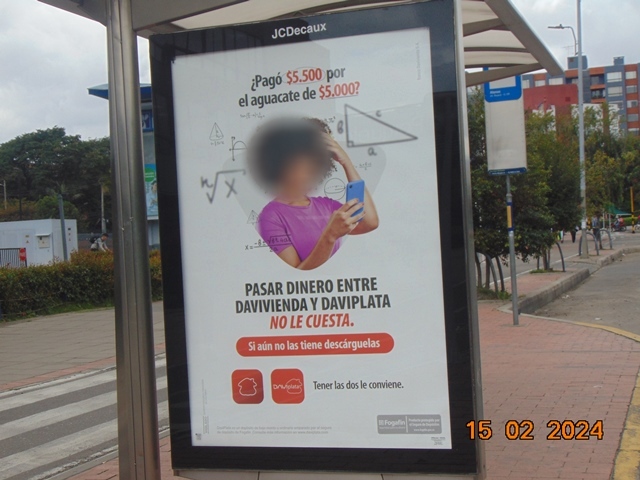 JCDecaux
¿Pagó $5.500 por
el aguacate de $5.000?
PASAR DINERO ENTRE
DAVIVIENDA Y DAVIPLATA
NO LE CUESTA.
Si aún no las tiene descárguelas
DAVIplata
Tener las dos le conviene.
Fogafín
15 02 2024